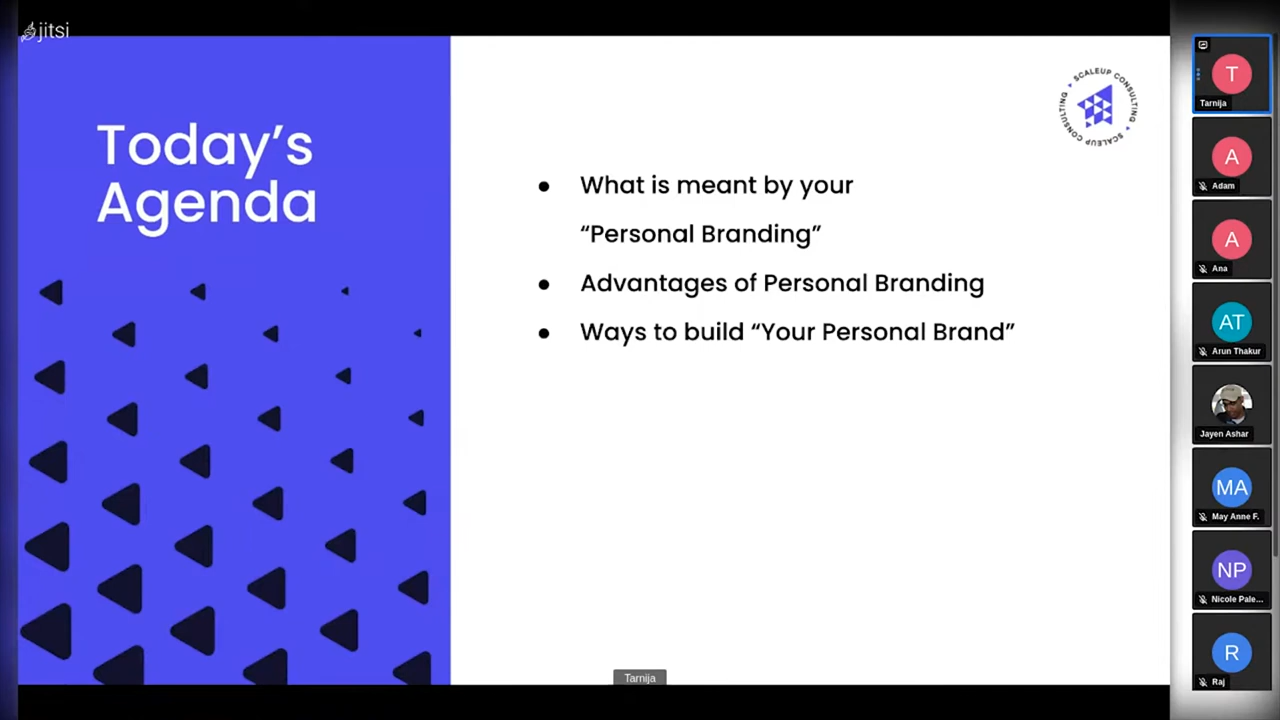 jitsi
Today's
Agenda
SCALEUP CONSULTING
SCALEUP CONSULTING
● What is meant by your
“Personal Branding”
● Advantages of Personal Branding
● Ways to build “Your Personal Brand”
Tarnija
T
Tarnija
A
Adam
A
Ana
AT
Arun Thakur
Jayen Ashar
MA
May Anne F.
NP
Nicole Pale...
R
Raj